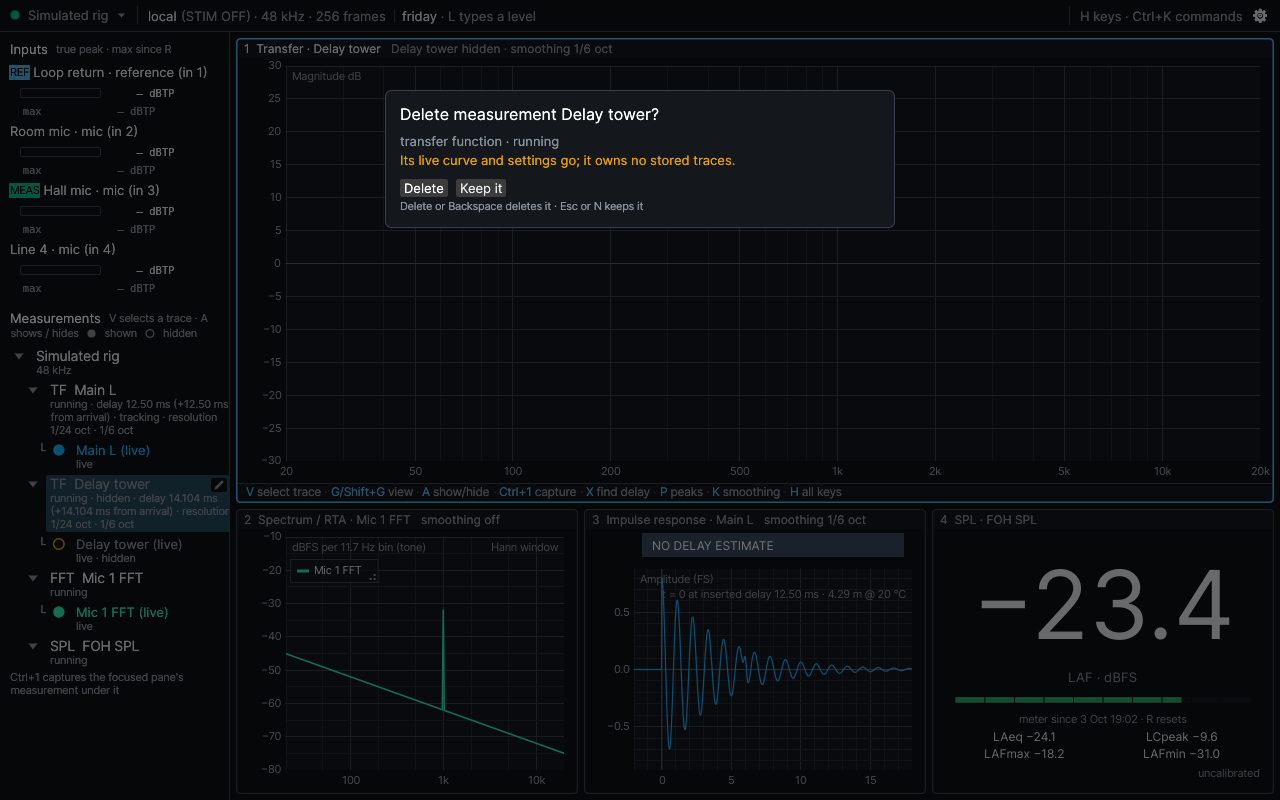 Simulated rig
local (STIM OFF) · 48 kHz · 256 frames
friday · L types a level
H keys · Ctrl+K commands
Inputs true peak · max since R
REF Loop return · reference (in 1)
– dBTP
max – dBTP
Room mic · mic (in 2)
– dBTP
max – dBTP
MEAS Hall mic · mic (in 3)
– dBTP
max – dBTP
Line 4 · mic (in 4)
– dBTP
max – dBTP
Measurements V selects a trace · A
shows / hides shown hidden
Simulated rig
48 kHz
TF Main L
running · delay 12.50 ms (+12.50 ms
from arrival) · tracking · resolution
1/24 oct · 1/6 oct
Main L (live)
live
TF Delay tower
running · hidden · delay 14.104 ms
(+14.104 ms from arrival) · resolution
1/24 oct · 1/6 oct
Delay tower (live)
live · hidden
FFT Mic 1 FFT
running
Mic 1 FFT (live)
live
SPL FOH SPL
running
Ctrl+1 captures the focused pane's
measurement under it
1 Transfer · Delay tower Delay tower hidden · smoothing 1/6 oct
Magnitude dB
30
25
20
15
10
5
0
−5
−10
−15
−20
−25
−30
20 50 100 200 500 1k 2k 5k 10k 20k
V select trace · G/Shift+G view · A show/hide · Ctrl+1 capture · X find delay · P peaks · K smoothing · H all keys
Delete measurement Delay tower?
transfer function · running
Its live curve and settings go; it owns no stored traces.
Delete Keep it
Delete or Backspace deletes it · Esc or N keeps it
2 Spectrum / RTA · Mic 1 FFT smoothing off
dBFS per 11.7 Hz bin (tone) Hann window
Mic 1 FFT
−10
−20
−30
−40
−50
−60
−70
−80
100 1k 10k
3 Impulse response · Main L smoothing 1/6 oct
NO DELAY ESTIMATE
Amplitude (FS)
t = 0 at inserted delay 12.50 ms · 4.29 m @ 20 °C
0.5
0.0
−0.5
0 5 10 15
4 SPL · FOH SPL
−23.4
LAF · dBFS
meter since 3 Oct 19:02 · R resets
LAeq −24.1 LCpeak −9.6
LAFmax −18.2 LAFmin −31.0
uncalibrated